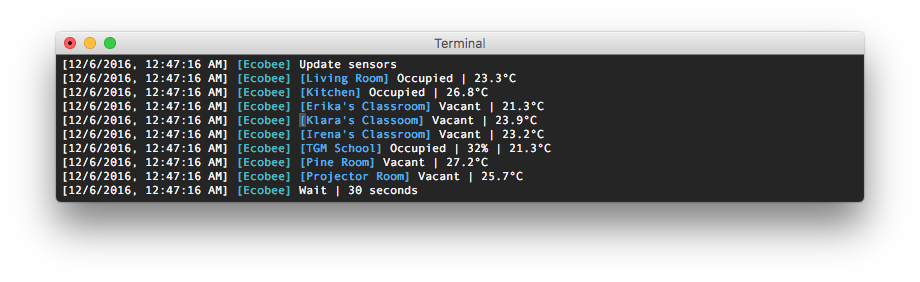 Terminal
[12/6/2016, 12:47:16 AM] [Ecobee] Update sensors
[12/6/2016, 12:47:16 AM] [Ecobee] [Living Room] Occupied | 23.3°C
[12/6/2016, 12:47:16 AM] [Ecobee] [Kitchen] Occupied | 26.8°C
[12/6/2016, 12:47:16 AM] [Ecobee] [Erika's Classroom] Vacant | 21.3°C
[12/6/2016, 12:47:16 AM] [Ecobee] [Klara's Classoom] Vacant | 23.9°C
[12/6/2016, 12:47:16 AM] [Ecobee] [Irena's Classroom] Vacant | 23.2°C
[12/6/2016, 12:47:16 AM] [Ecobee] [TGM School] Occupied | 32% | 21.3°C
[12/6/2016, 12:47:16 AM] [Ecobee] [Pine Room] Vacant | 27.2°C
[12/6/2016, 12:47:16 AM] [Ecobee] [Projector Room] Vacant | 25.7°C
[12/6/2016, 12:47:16 AM] [Ecobee] Wait | 30 seconds